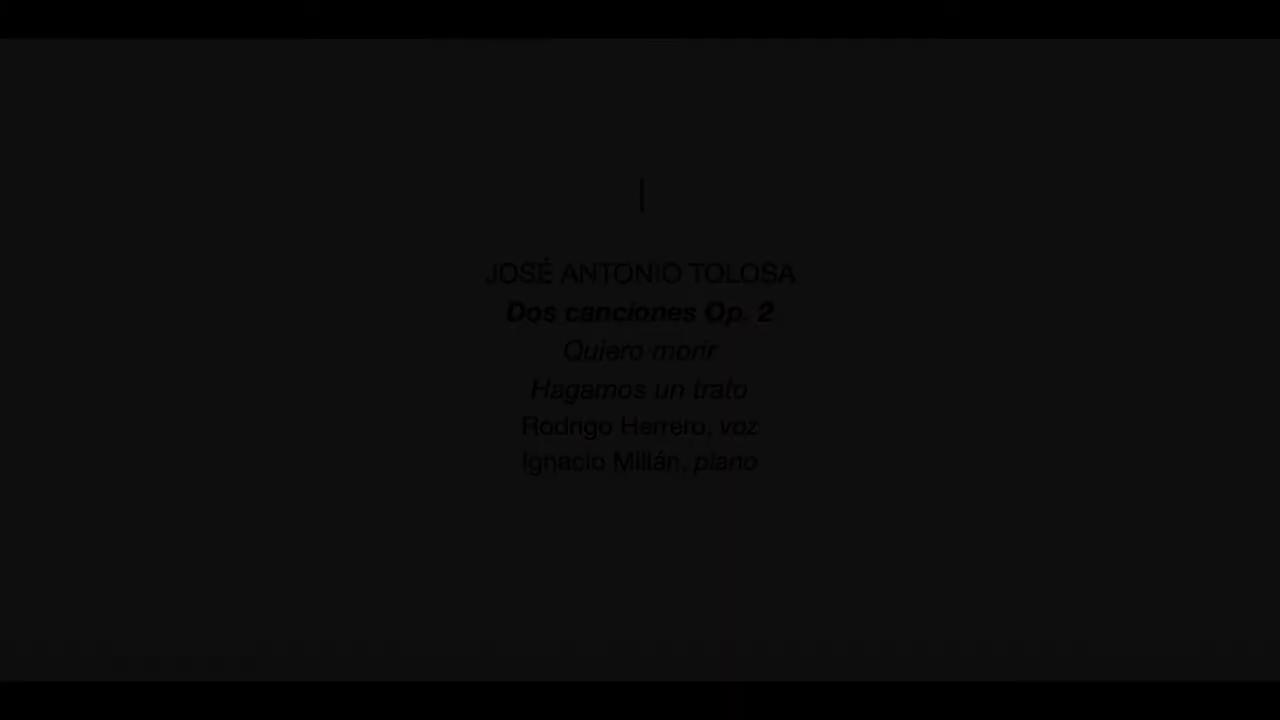 I
JOSÉ ANTONIO TOLOSA
Dos canciones Op. 2
Quiero morir
Hagamos un trato
Rodrigo Herrero, voz
Ignacio Millán, piano